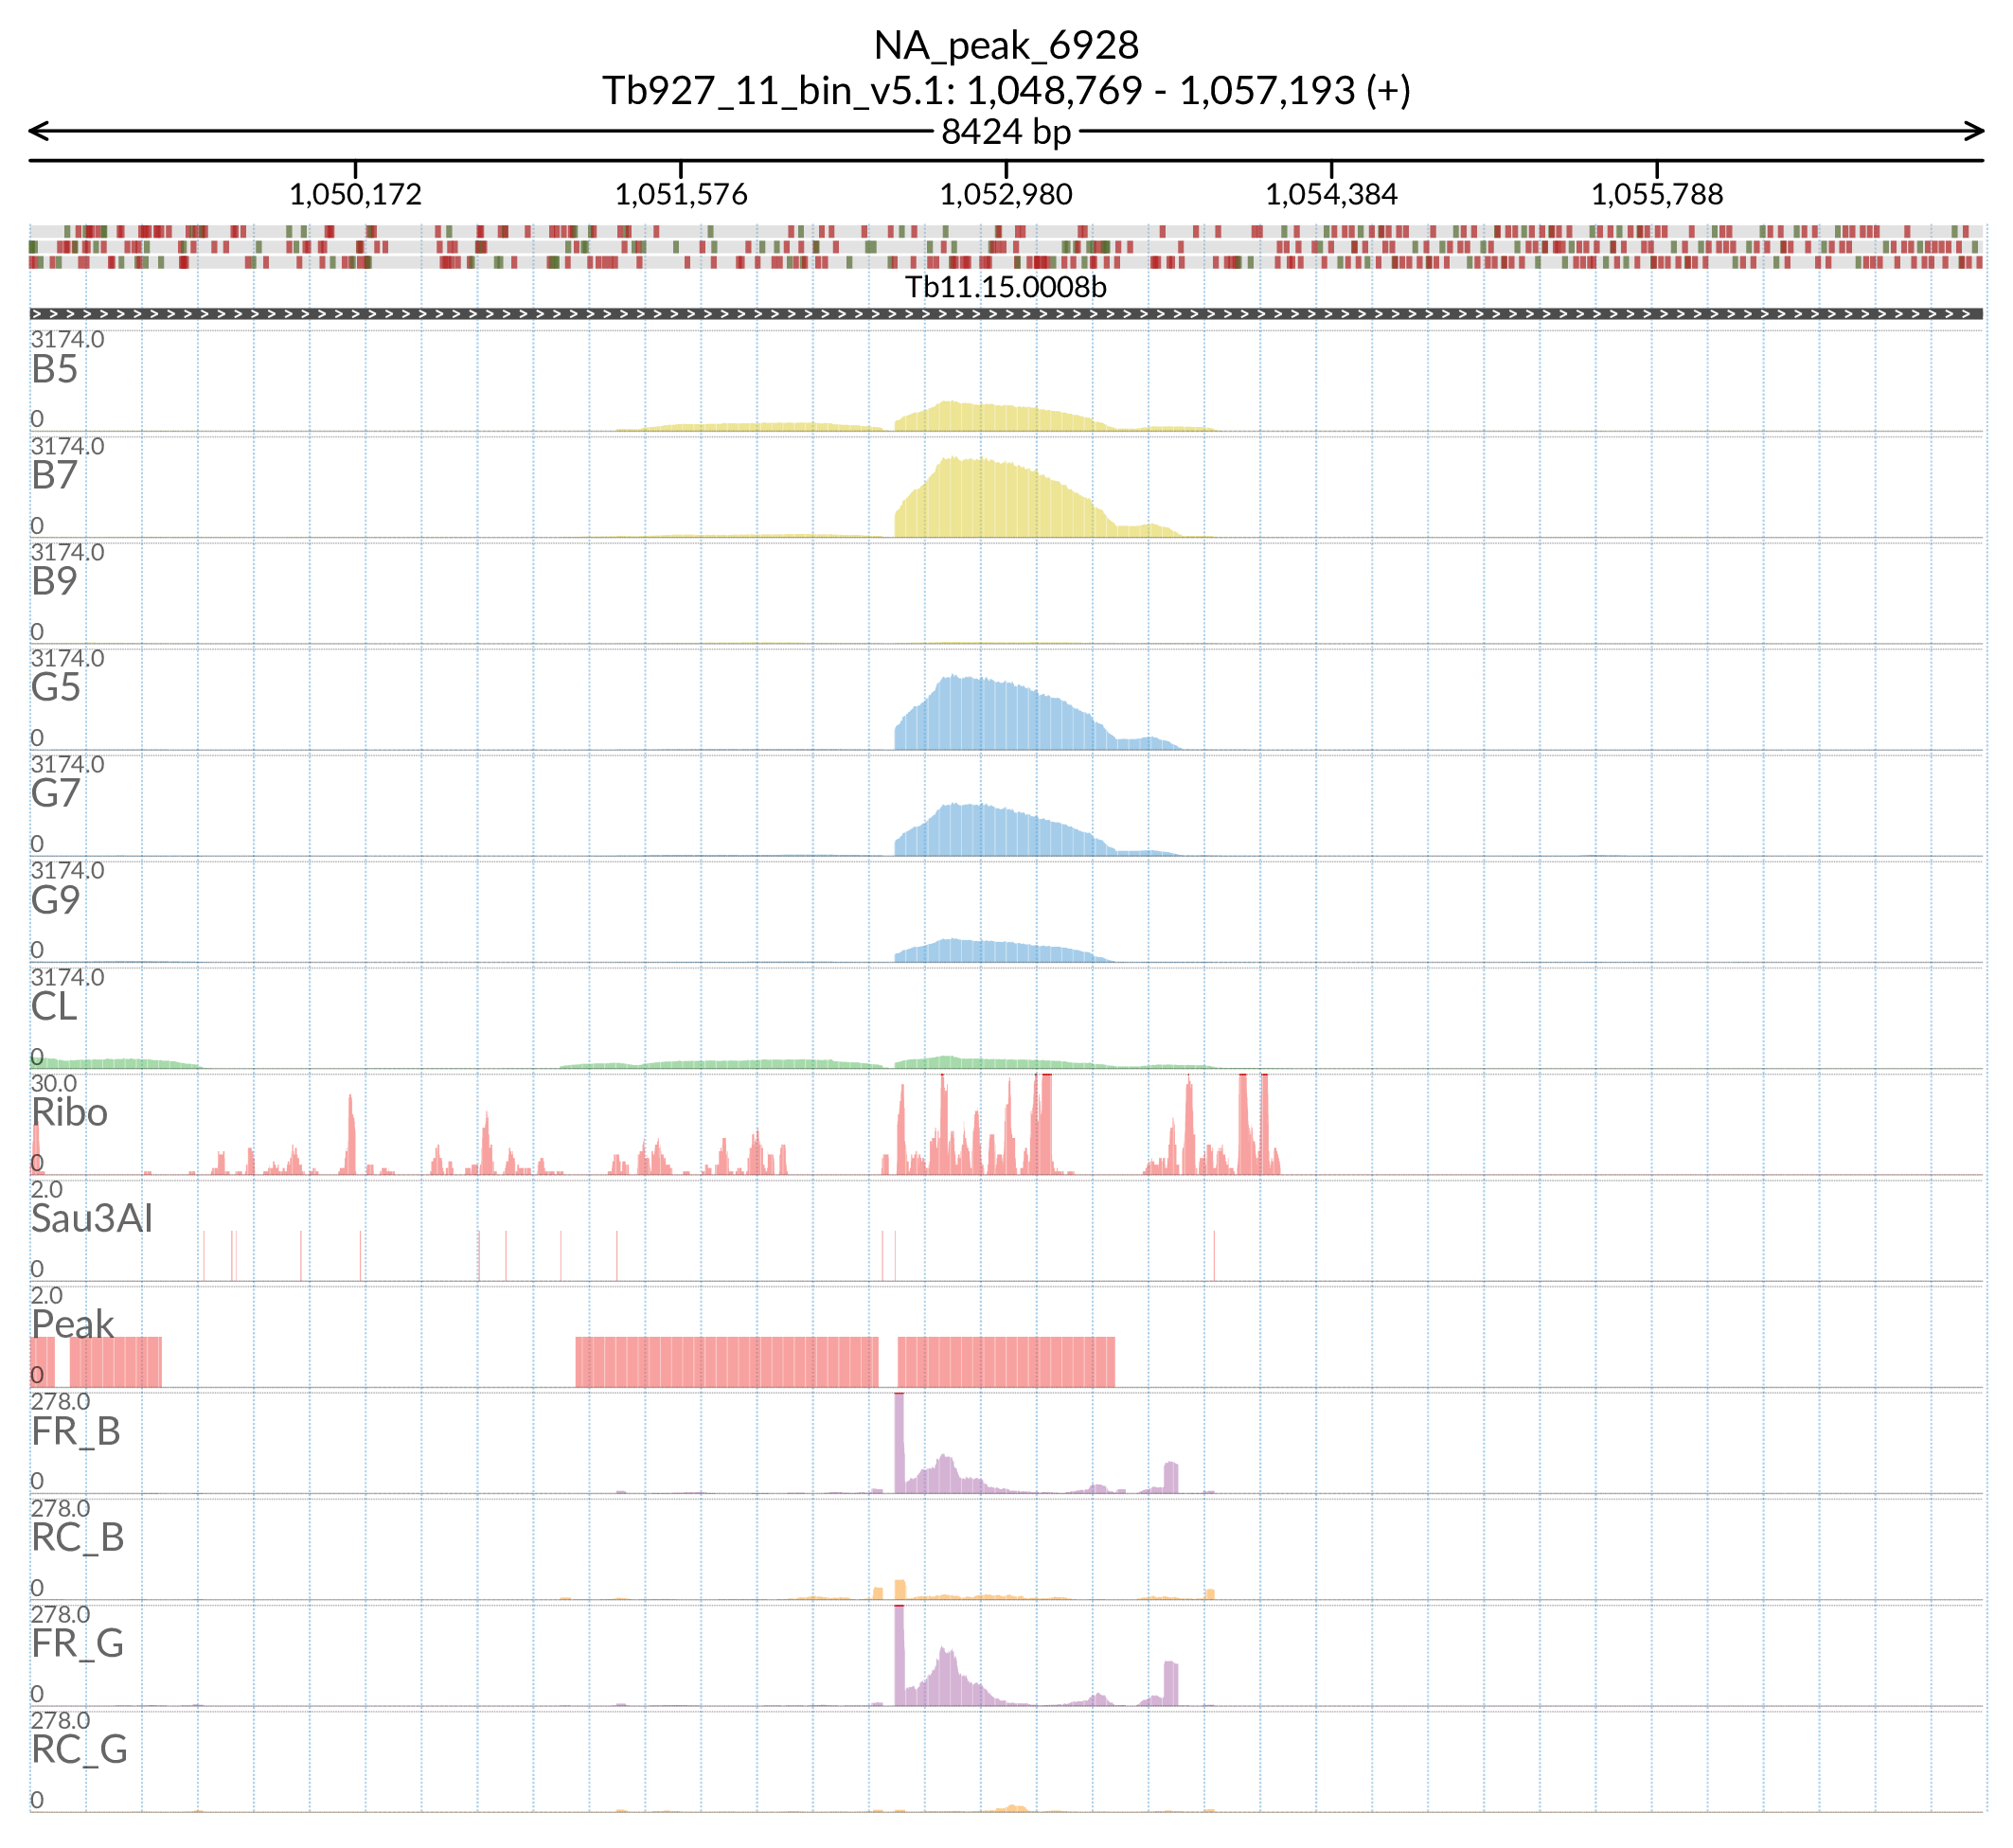 NA_peak_6928
Tb927_11_bin_v5.1: 1,048,769 - 1,057,193 (+)
8424 bp
1,050,172 1,051,576 1,052,980 1,054,384 1,055,788
Tb11.15.0008b
3174.0
B5
0
3174.0
B7
0
3174.0
B9
0
3174.0
G5
0
3174.0
G7
0
3174.0
G9
0
3174.0
CL
0
30.0
Ribo
0
2.0
Sau3AI
0
2.0
Peak
0
278.0
FR_B
0
278.0
RC_B
0
278.0
FR_G
0
278.0
RC_G
0